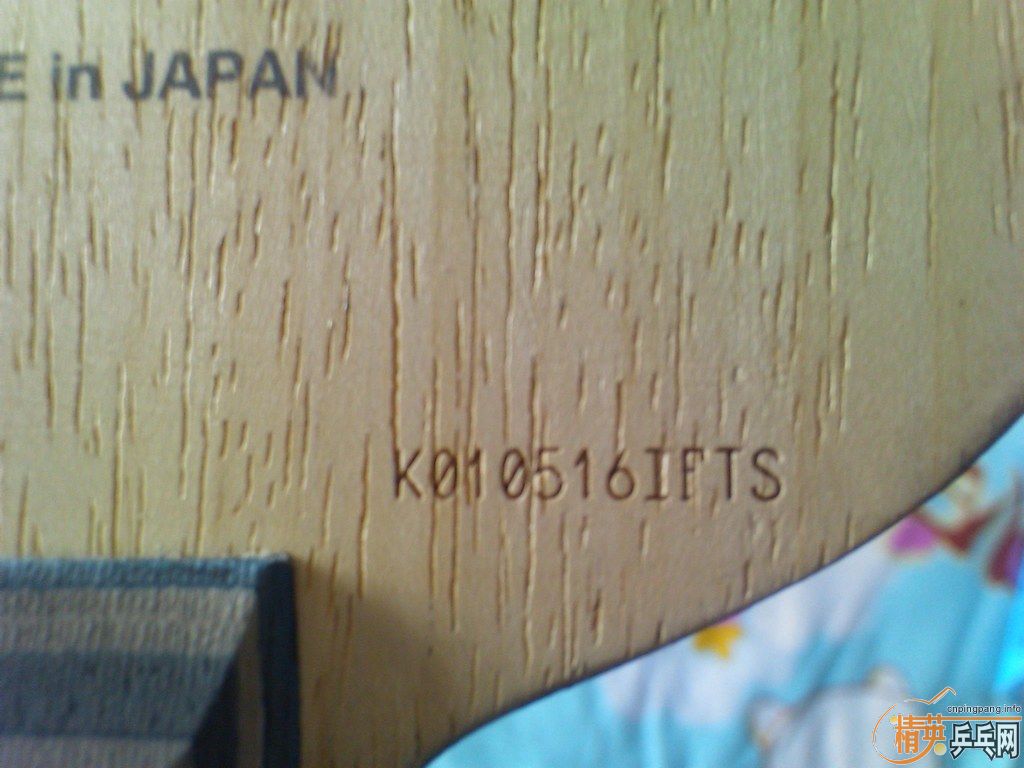 E in JAPAN
K010516IFTS
cnpingpang.info
精英乒乓网